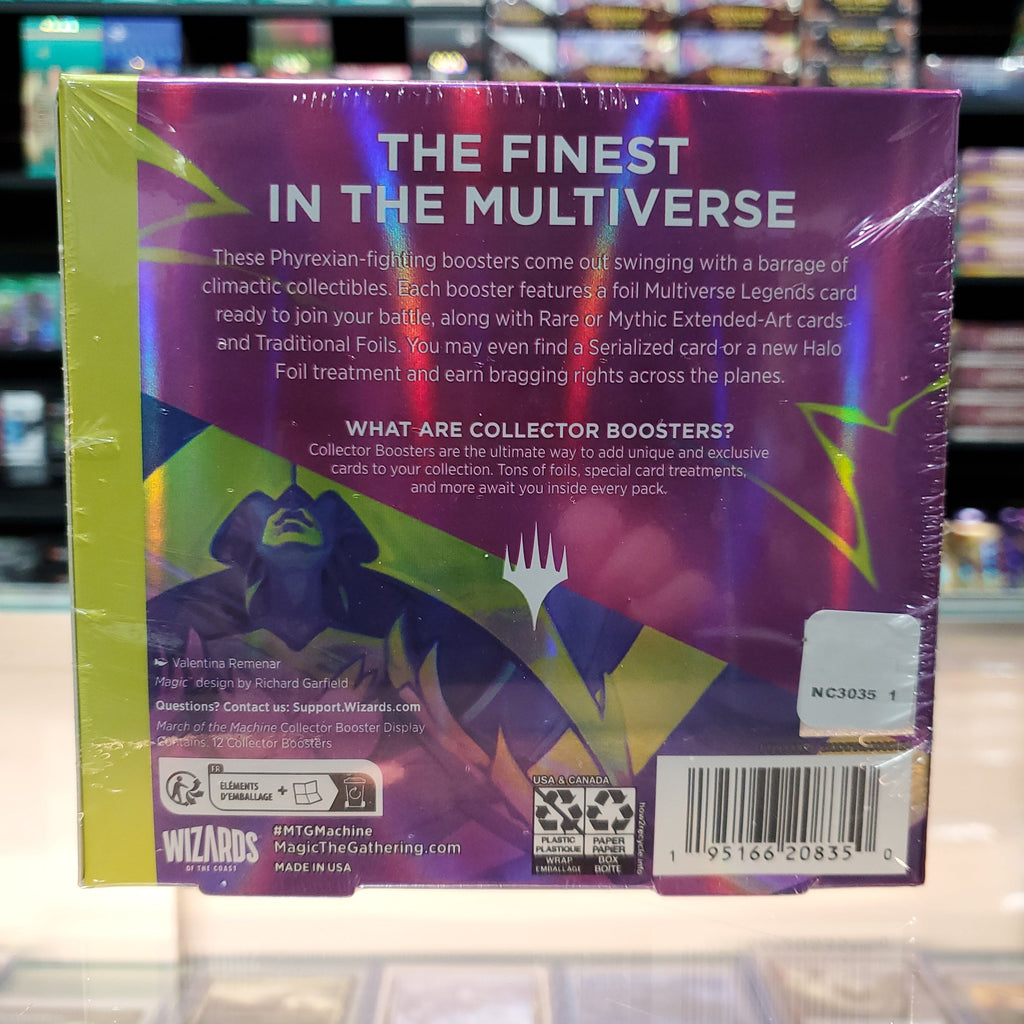 THE FINEST
IN THE MULTIVERSE
These Phyrexian-fighting boosters come out swinging with a barrage of
climactic collectibles. Each booster features a foil Multiverse Legends card
ready to join your battle, along with Rare or Mythic Extended-Art cards
and Traditional Foils. You may even find a Serialized card or a new Halo
Foil treatment and earn bragging rights across the planes.
WHAT ARE COLLECTOR BOOSTERS?
Collector Boosters are the ultimate way to add unique and exclusive
cards to your collection. Tons of foils, special card treatments,
and more await you inside every pack.
NC3035 1
Valentina Remenar
Magic™ design by Richard Garfield
Questions? Contact us: Support.Wizards.com
March of the Machine Collector Booster Display
Contains: 12 Collector Boosters
FR
ÉLÉMENTS
D'EMBALLAGE +
WIZARDS
OF THE COAST
#MTGMachine
MagicTheGathering.com
MADE IN USA
USA & CANADA
PLASTIC
PLASTIQUE
WRAP
EMBALLAGE
PAPER
PAPIER
BOX
BOÎTE
how2recycle.info
1 95166 20835 0